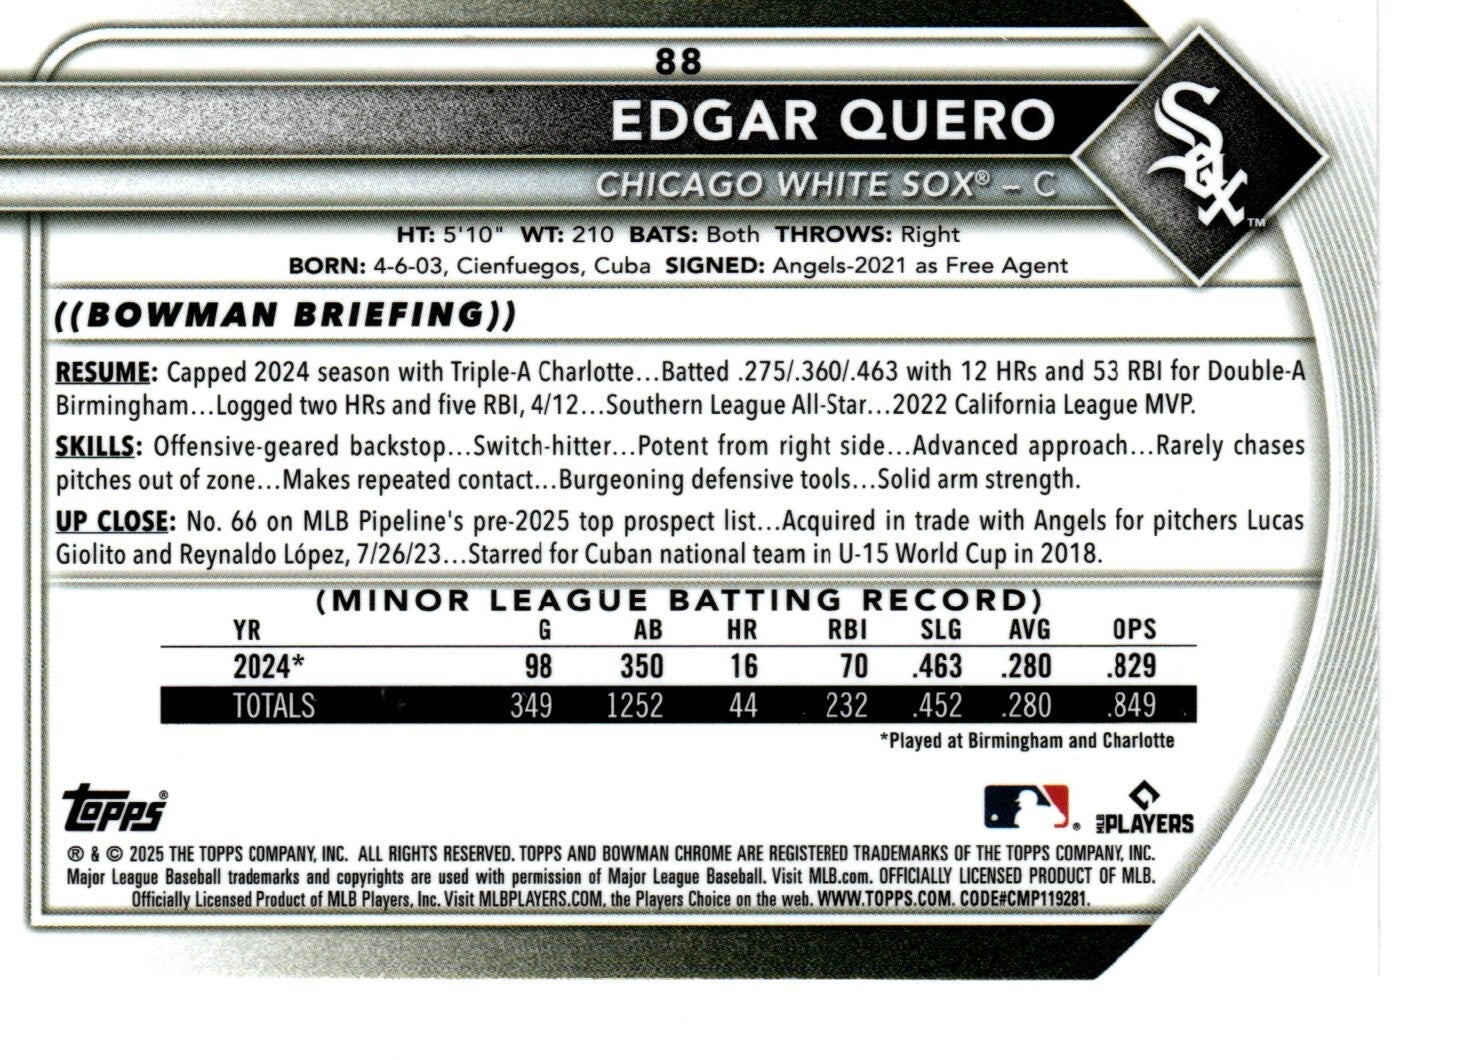 88
EDGAR QUERO
CHICAGO WHITE SOX® – C
Sox™
HT: 5'10" WT: 210 BATS: Both THROWS: Right
BORN: 4-6-03, Cienfuegos, Cuba SIGNED: Angels-2021 as Free Agent
((BOWMAN BRIEFING))
RESUME: Capped 2024 season with Triple-A Charlotte...Batted .275/.360/.463 with 12 HRs and 53 RBI for Double-A
Birmingham...Logged two HRs and five RBI, 4/12...Southern League All-Star...2022 California League MVP.
SKILLS: Offensive-geared backstop...Switch-hitter...Potent from right side...Advanced approach...Rarely chases
pitches out of zone...Makes repeated contact...Burgeoning defensive tools...Solid arm strength.
UP CLOSE: No. 66 on MLB Pipeline's pre-2025 top prospect list...Acquired in trade with Angels for pitchers Lucas
Giolito and Reynaldo López, 7/26/23...Starred for Cuban national team in U-15 World Cup in 2018.
(MINOR LEAGUE BATTING RECORD)
YR G AB HR RBI SLG AVG OPS
2024* 98 350 16 70 .463 .280 .829
TOTALS 349 1252 44 232 .452 .280 .849
*Played at Birmingham and Charlotte
topps®
® MLB PLAYERS
® & © 2025 THE TOPPS COMPANY, INC. ALL RIGHTS RESERVED. TOPPS AND BOWMAN CHROME ARE REGISTERED TRADEMARKS OF THE TOPPS COMPANY, INC.
Major League Baseball trademarks and copyrights are used with permission of Major League Baseball. Visit MLB.com. OFFICIALLY LICENSED PRODUCT OF MLB.
Officially Licensed Product of MLB Players, Inc. Visit MLBPLAYERS.COM, the Players Choice on the web. WWW.TOPPS.COM. CODE#CMP119281.